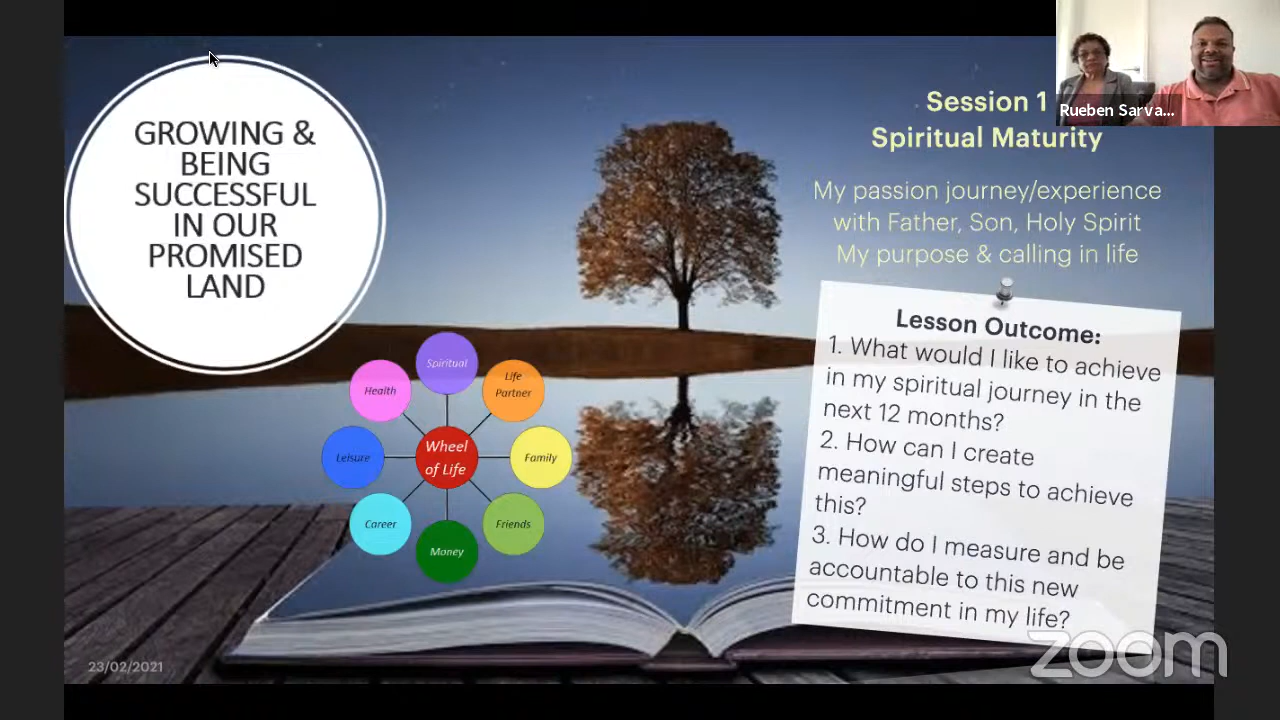 GROWING &
BEING
SUCCESSFUL
IN OUR
PROMISED
LAND
Session 1
Spiritual Maturity
My passion journey/experience
with Father, Son, Holy Spirit
My purpose & calling in life
Rueben Sarva...
Lesson Outcome:
1. What would I like to achieve
in my spiritual journey in the
next 12 months?
2. How can I create
meaningful steps to achieve
this?
3. How do I measure and be
accountable to this new
commitment in my life?
Spiritual
Life
Partner
Family
Friends
Money
Career
Leisure
Health
Wheel
of Life
23/02/2021
zoom